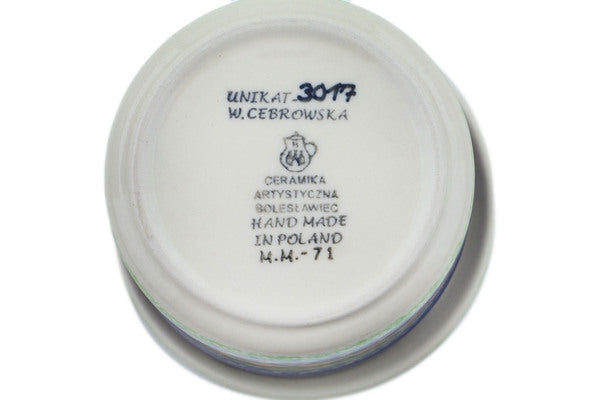 UNIKAT-3017
W.CEBROWSKA
B
CERAMIKA
ARTYSTYCZNA
BOLESŁAWIEC
HAND MADE
IN POLAND
M.M.-71